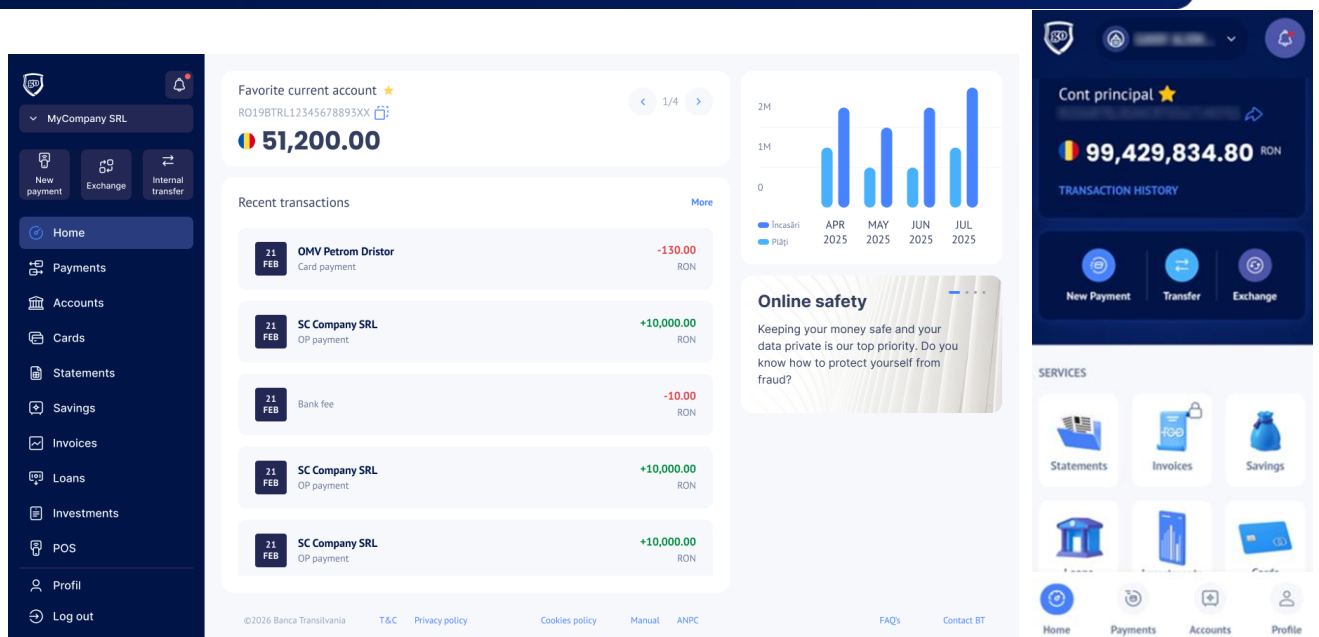 go
MyCompany SRL
New
payment
Exchange
Internal
transfer
Home
Payments
Accounts
Cards
Statements
Savings
Invoices
Loans
Investments
POS
Profil
Log out
Favorite current account
RO19BTRL12345678893XX
51,200.00
1/4
Recent transactions
More
21
FEB
OMV Petrom Dristor
Card payment
-130.00
RON
21
FEB
SC Company SRL
OP payment
+10,000.00
RON
21
FEB
Bank fee
-10.00
RON
21
FEB
SC Company SRL
OP payment
+10,000.00
RON
21
FEB
SC Company SRL
OP payment
+10,000.00
RON
2M
1M
0
Încasări
Plăți
APR
2025
MAY
2025
JUN
2025
JUL
2025
Online safety
Keeping your money safe and your
data private is our top priority. Do you
know how to protect yourself from
fraud?
©2026 Banca Transilvania T&C Privacy policy Cookies policy Manual ANPC FAQ's Contact BT
go
Cont principal
99,429,834.80 RON
TRANSACTION HISTORY
New Payment
Transfer
Exchange
SERVICES
Statements
FGO
Invoices
Savings
Home
Payments
Accounts
Profile